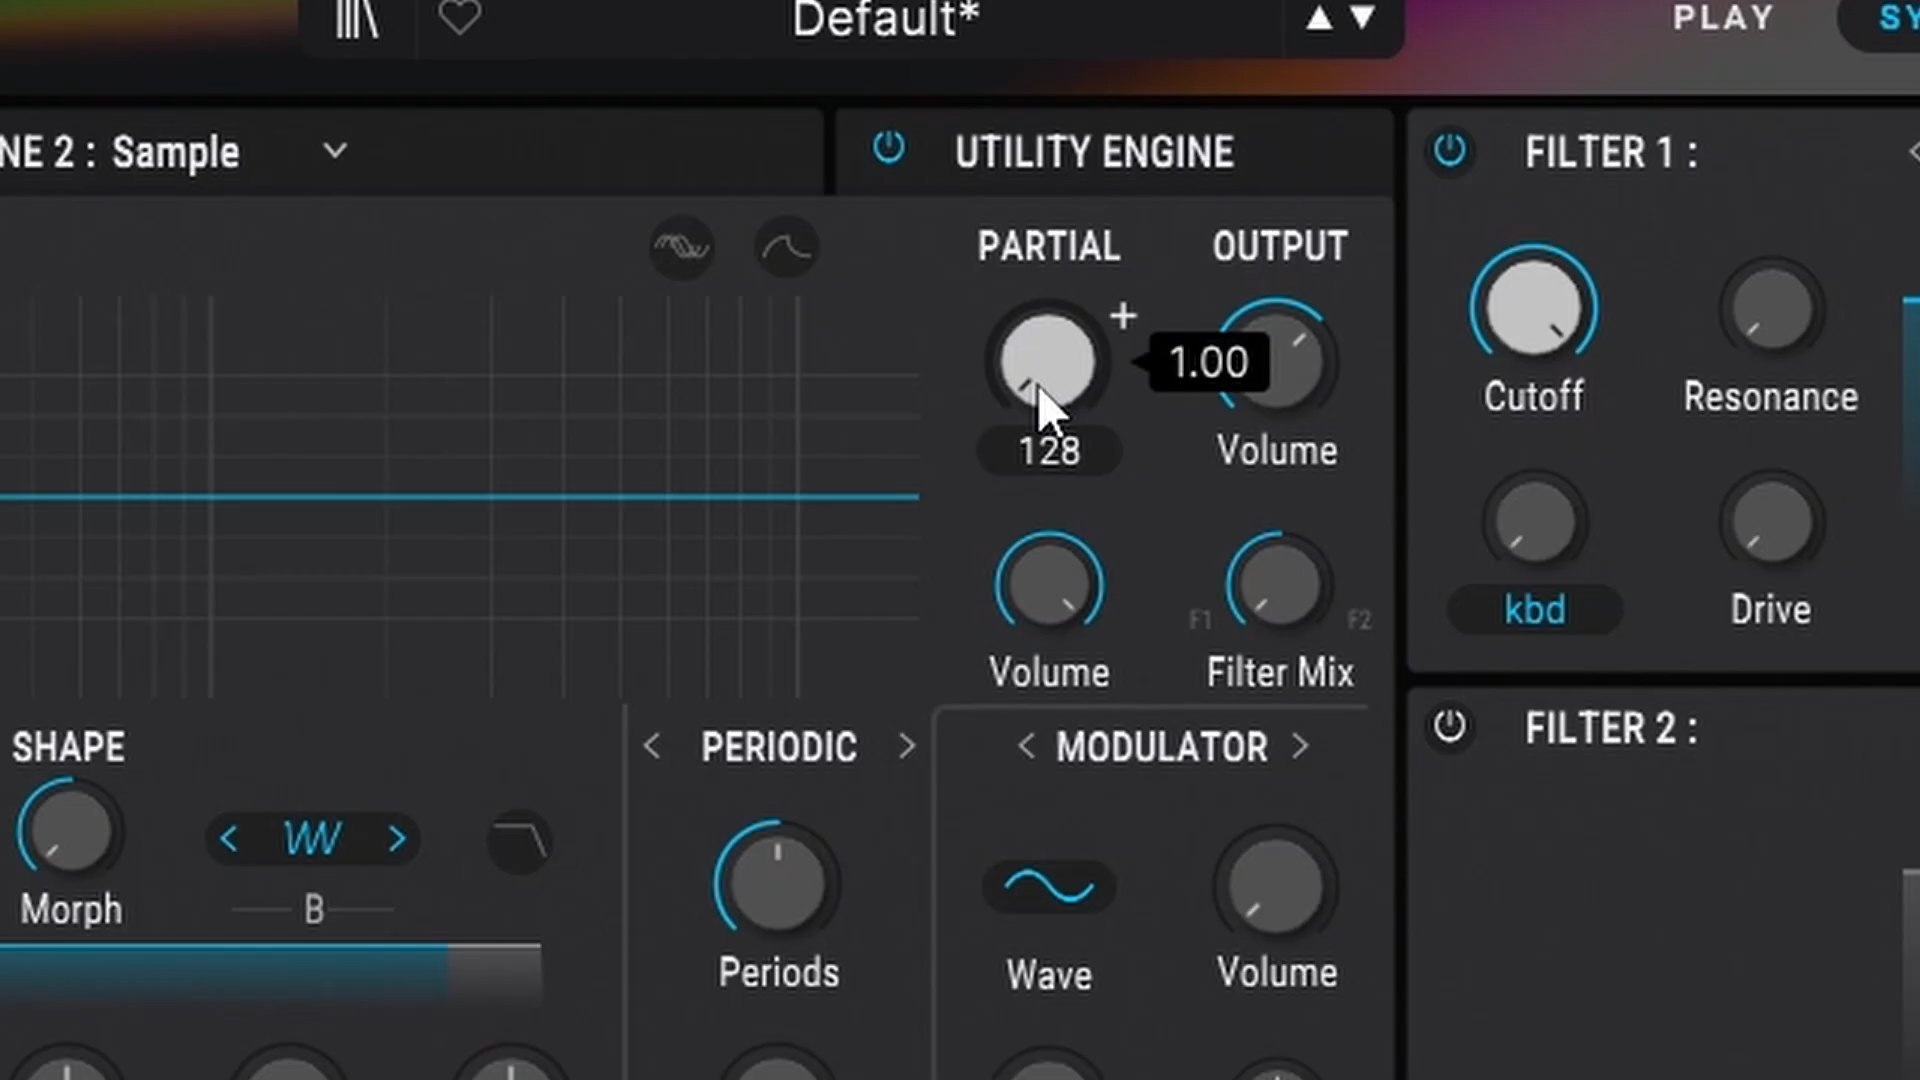 Default*
PLAY
SY
NE 2 : Sample
UTILITY ENGINE
FILTER 1 :
PARTIAL
OUTPUT
1.00
128
Volume
Cutoff
Resonance
F1
F2
kbd
Drive
Volume
Filter Mix
SHAPE
PERIODIC
MODULATOR
FILTER 2 :
Morph
B
Periods
Wave
Volume